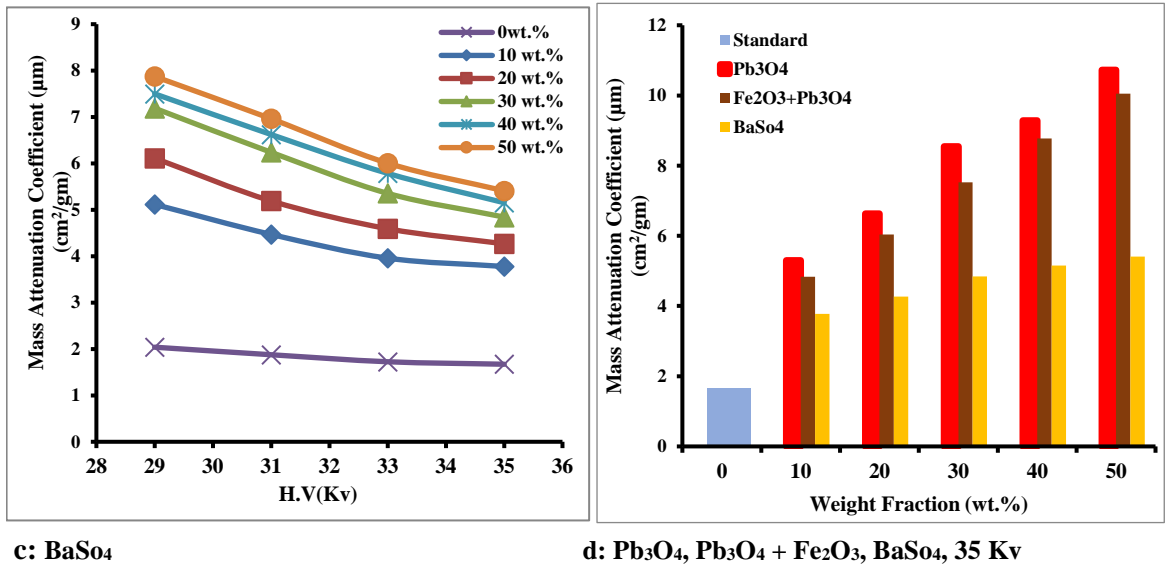 Mass Attenuation Coefficient (µm)
(cm²/gm)
9
8
7
6
5
4
3
2
1
0
28 29 30 31 32 33 34 35 36
H.V(Kv)
0wt.%
10 wt.%
20 wt.%
30 wt.%
40 wt.%
50 wt.%
c: BaSo₄
Mass Attenuation Coefficient (µm)
(cm²/gm)
12
10
8
6
4
2
0
0 10 20 30 40 50
Weight Fraction (wt.%)
Standard
Pb3O4
Fe2O3+Pb3O4
BaSo4
d: Pb₃O₄, Pb₃O₄ + Fe₂O₃, BaSo₄, 35 Kv